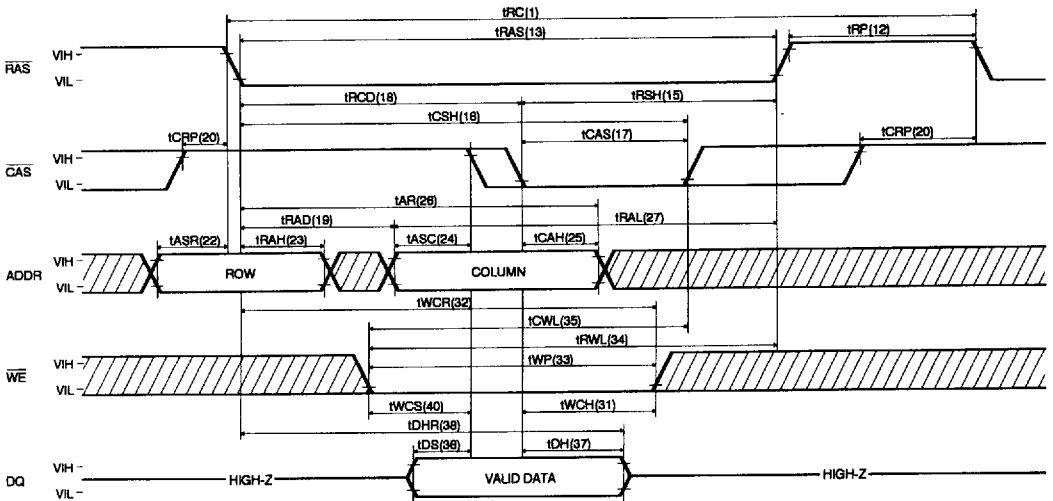 tRC(1)
tRAS(13)
tRP(12)
RAS
VIH
VIL
tRCD(18)
tRSH(15)
tCSH(16)
tCRP(20)
tCAS(17)
tCRP(20)
CAS
VIH
VIL
tAR(26)
tRAD(19)
tRAL(27)
tASR(22)
tRAH(23)
tASC(24)
tCAH(25)
ADDR
VIH
VIL
ROW
COLUMN
tWCR(32)
tCWL(35)
tRWL(34)
tWP(33)
WE
VIH
VIL
tWCS(40)
tWCH(31)
tDHR(38)
tDS(36)
tDH(37)
DQ
VIH
VIL
HIGH-Z
VALID DATA
HIGH-Z